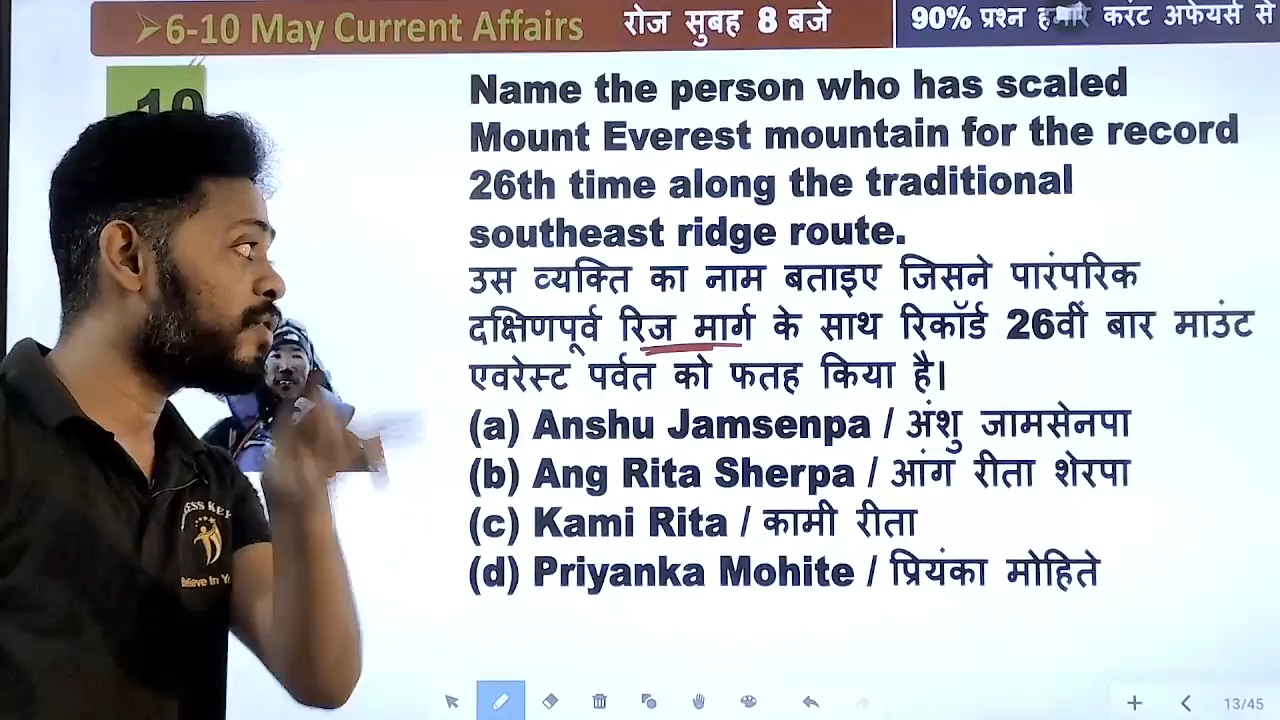 ➢6-10 May Current Affairs रोज सुबह 8 बजे
90% प्रश्न हमारे करंट अफेयर्स से
10
Name the person who has scaled
Mount Everest mountain for the record
26th time along the traditional
southeast ridge route.
उस व्यक्ति का नाम बताइए जिसने पारंपरिक
दक्षिणपूर्व रिज मार्ग के साथ रिकॉर्ड 26वीं बार माउंट
एवरेस्ट पर्वत को फतह किया है।
(a) Anshu Jamsenpa / अंशु जामसेनपा
(b) Ang Rita Sherpa / आंग रीता शेरपा
(c) Kami Rita / कामी रीता
(d) Priyanka Mohite / प्रियंका मोहिते
Believe In
13/45